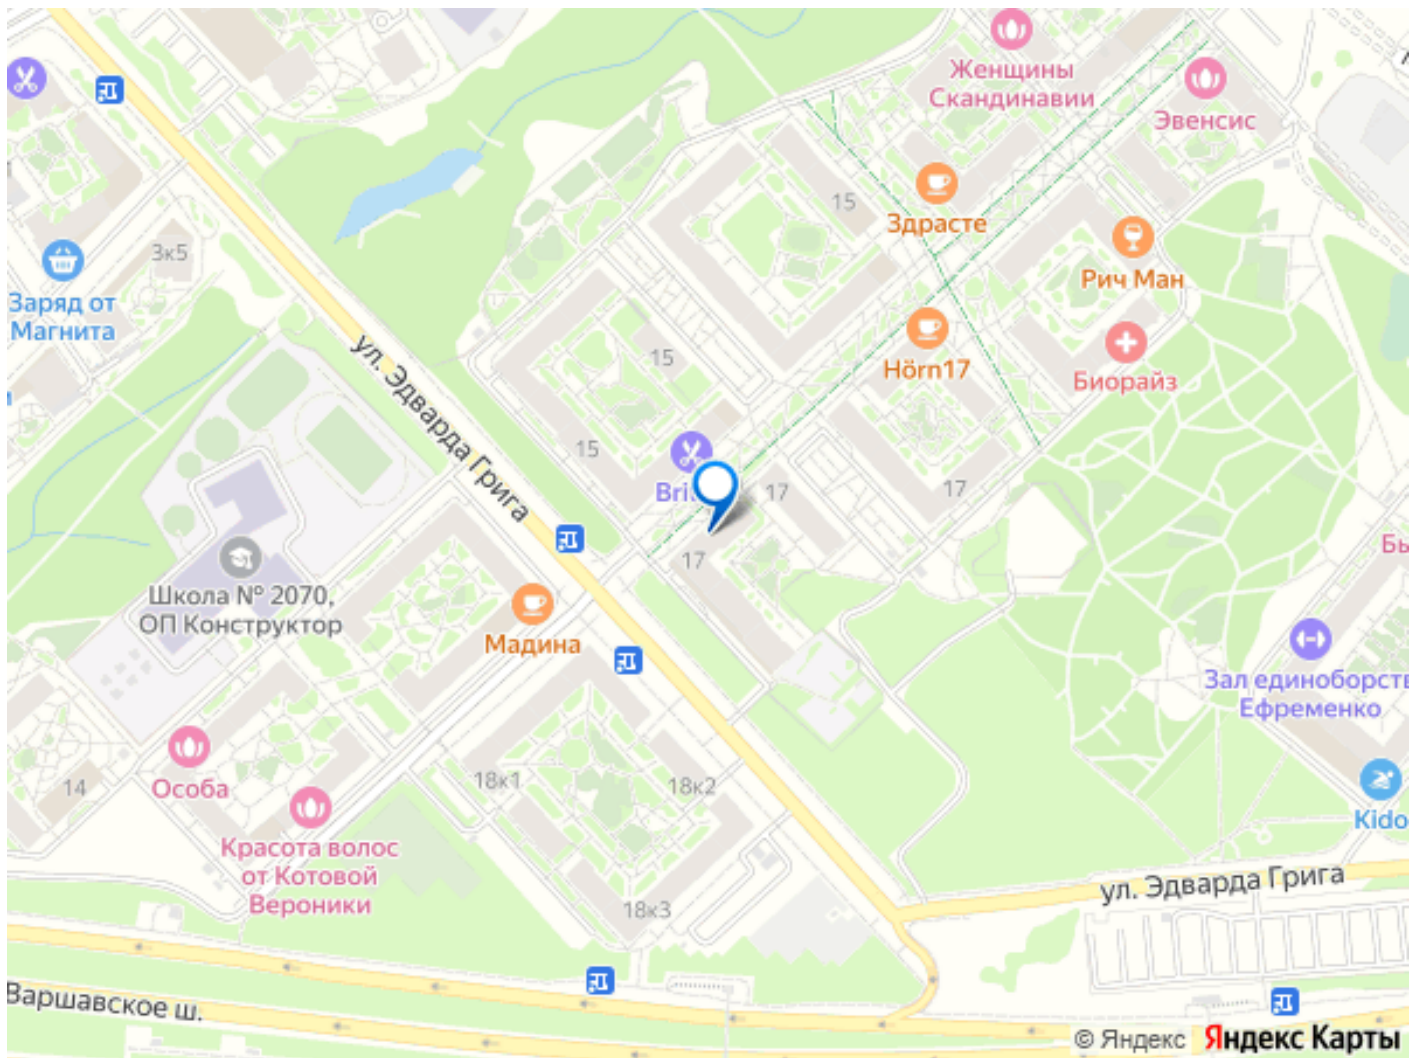 Женщины
Скандинавии
Эвенсис
15
Здрасте
3к5
Рич Ман
Заряд от
Магнита
ул. Эдварда Грига
15
Hörn17
Биорайз
15
17
17
17
Школа № 2070,
ОП Конструктор
Мадина
Зал единоборств
Ефременко
18к1
18к2
14
Особа
Kido
Красота волос
от Котовой
Вероники
ул. Эдварда Грига
18к3
Варшавское ш.
© Яндекс Яндекс Карты